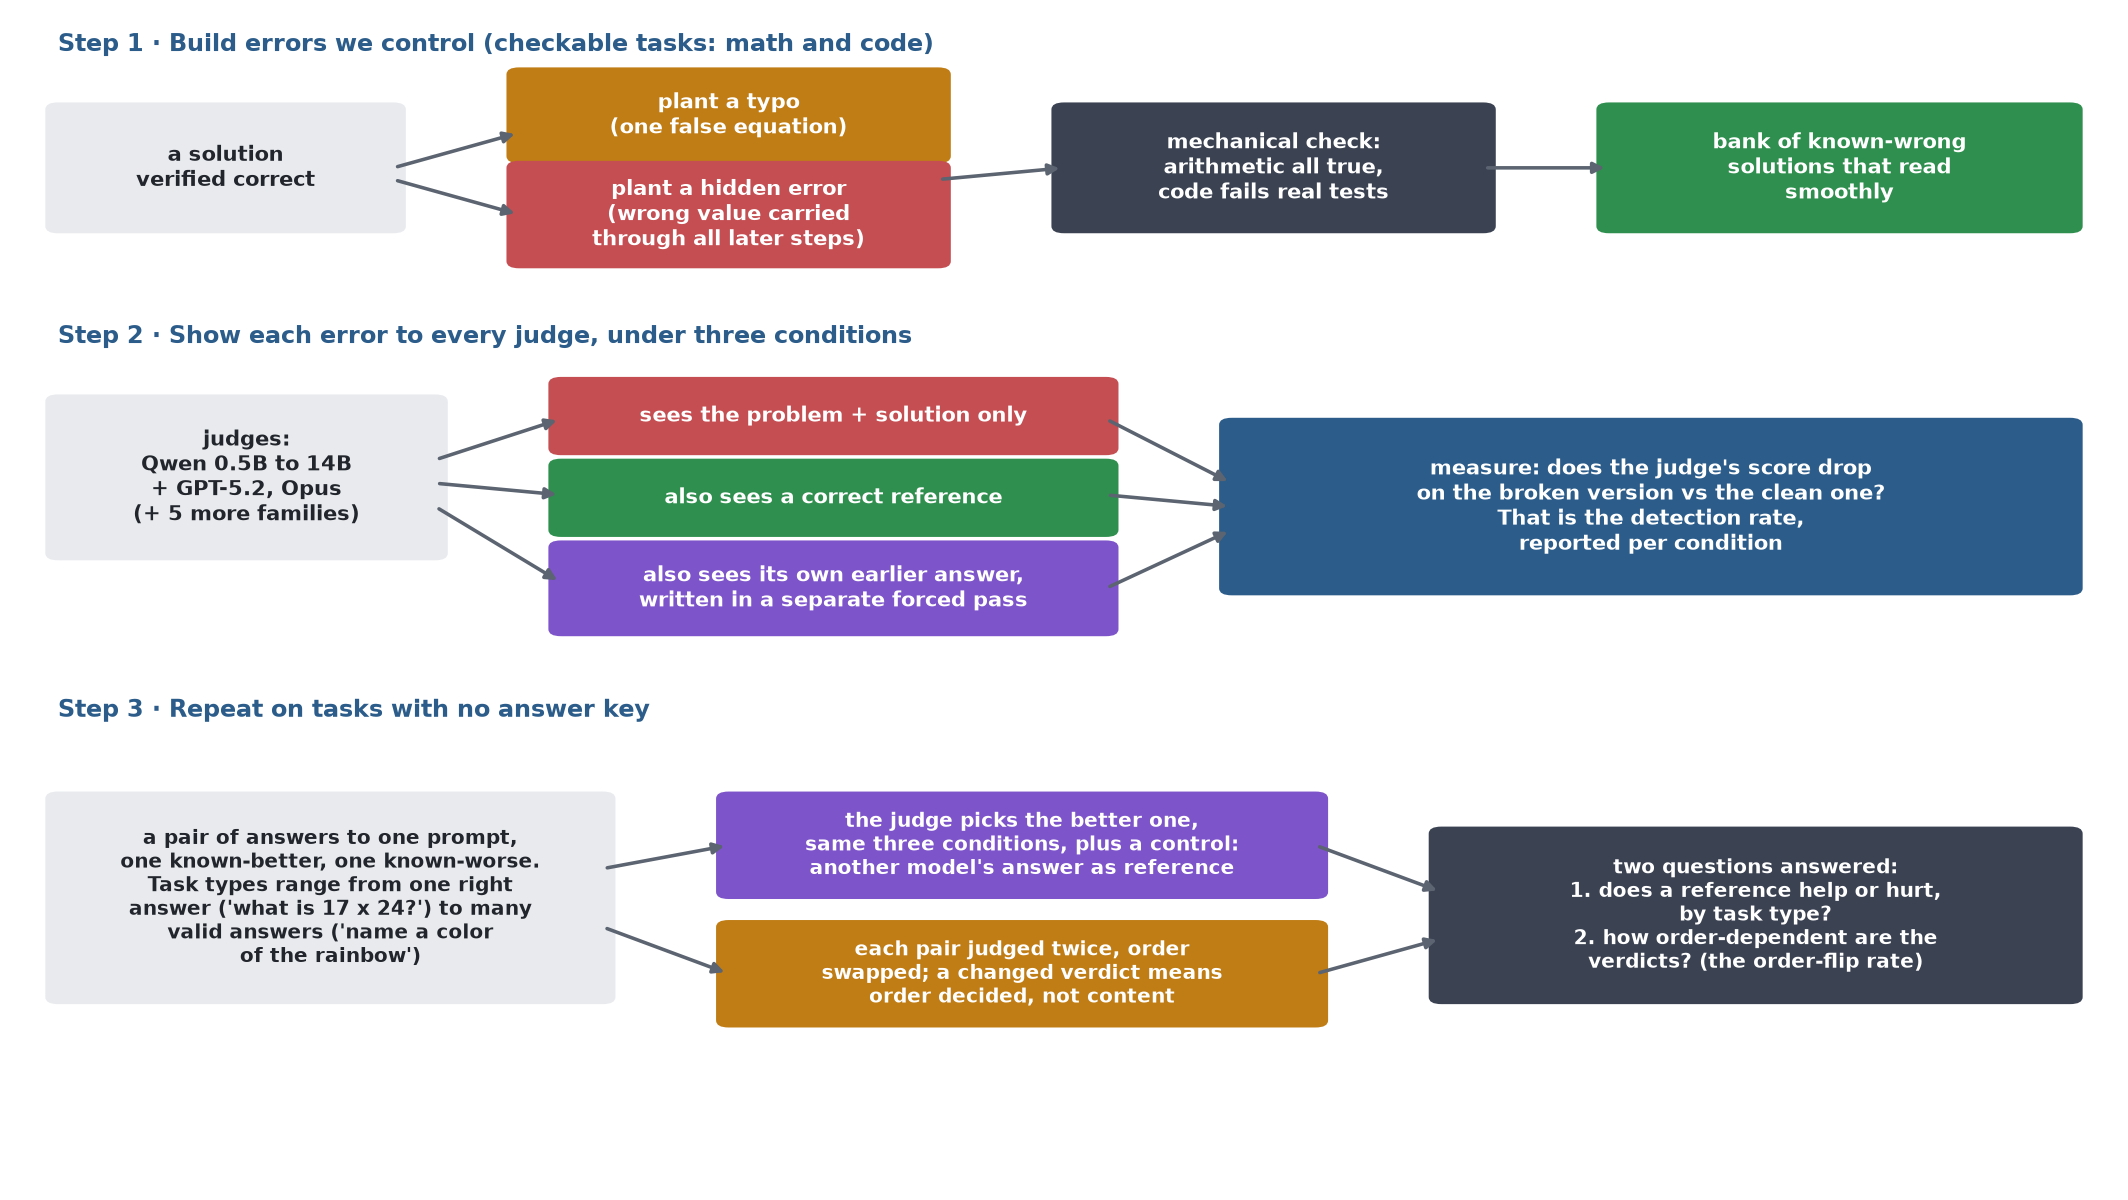 Step 1 · Build errors we control (checkable tasks: math and code)
a solution
verified correct
plant a typo
(one false equation)
plant a hidden error
(wrong value carried
through all later steps)
mechanical check:
arithmetic all true,
code fails real tests
bank of known-wrong
solutions that read
smoothly
Step 2 · Show each error to every judge, under three conditions
judges:
Qwen 0.5B to 14B
+ GPT-5.2, Opus
(+ 5 more families)
sees the problem + solution only
also sees a correct reference
also sees its own earlier answer,
written in a separate forced pass
measure: does the judge's score drop
on the broken version vs the clean one?
That is the detection rate,
reported per condition
Step 3 · Repeat on tasks with no answer key
a pair of answers to one prompt,
one known-better, one known-worse.
Task types range from one right
answer ('what is 17 x 24?') to many
valid answers ('name a color
of the rainbow')
the judge picks the better one,
same three conditions, plus a control:
another model's answer as reference
each pair judged twice, order
swapped; a changed verdict means
order decided, not content
two questions answered:
1. does a reference help or hurt,
by task type?
2. how order-dependent are the
verdicts? (the order-flip rate)